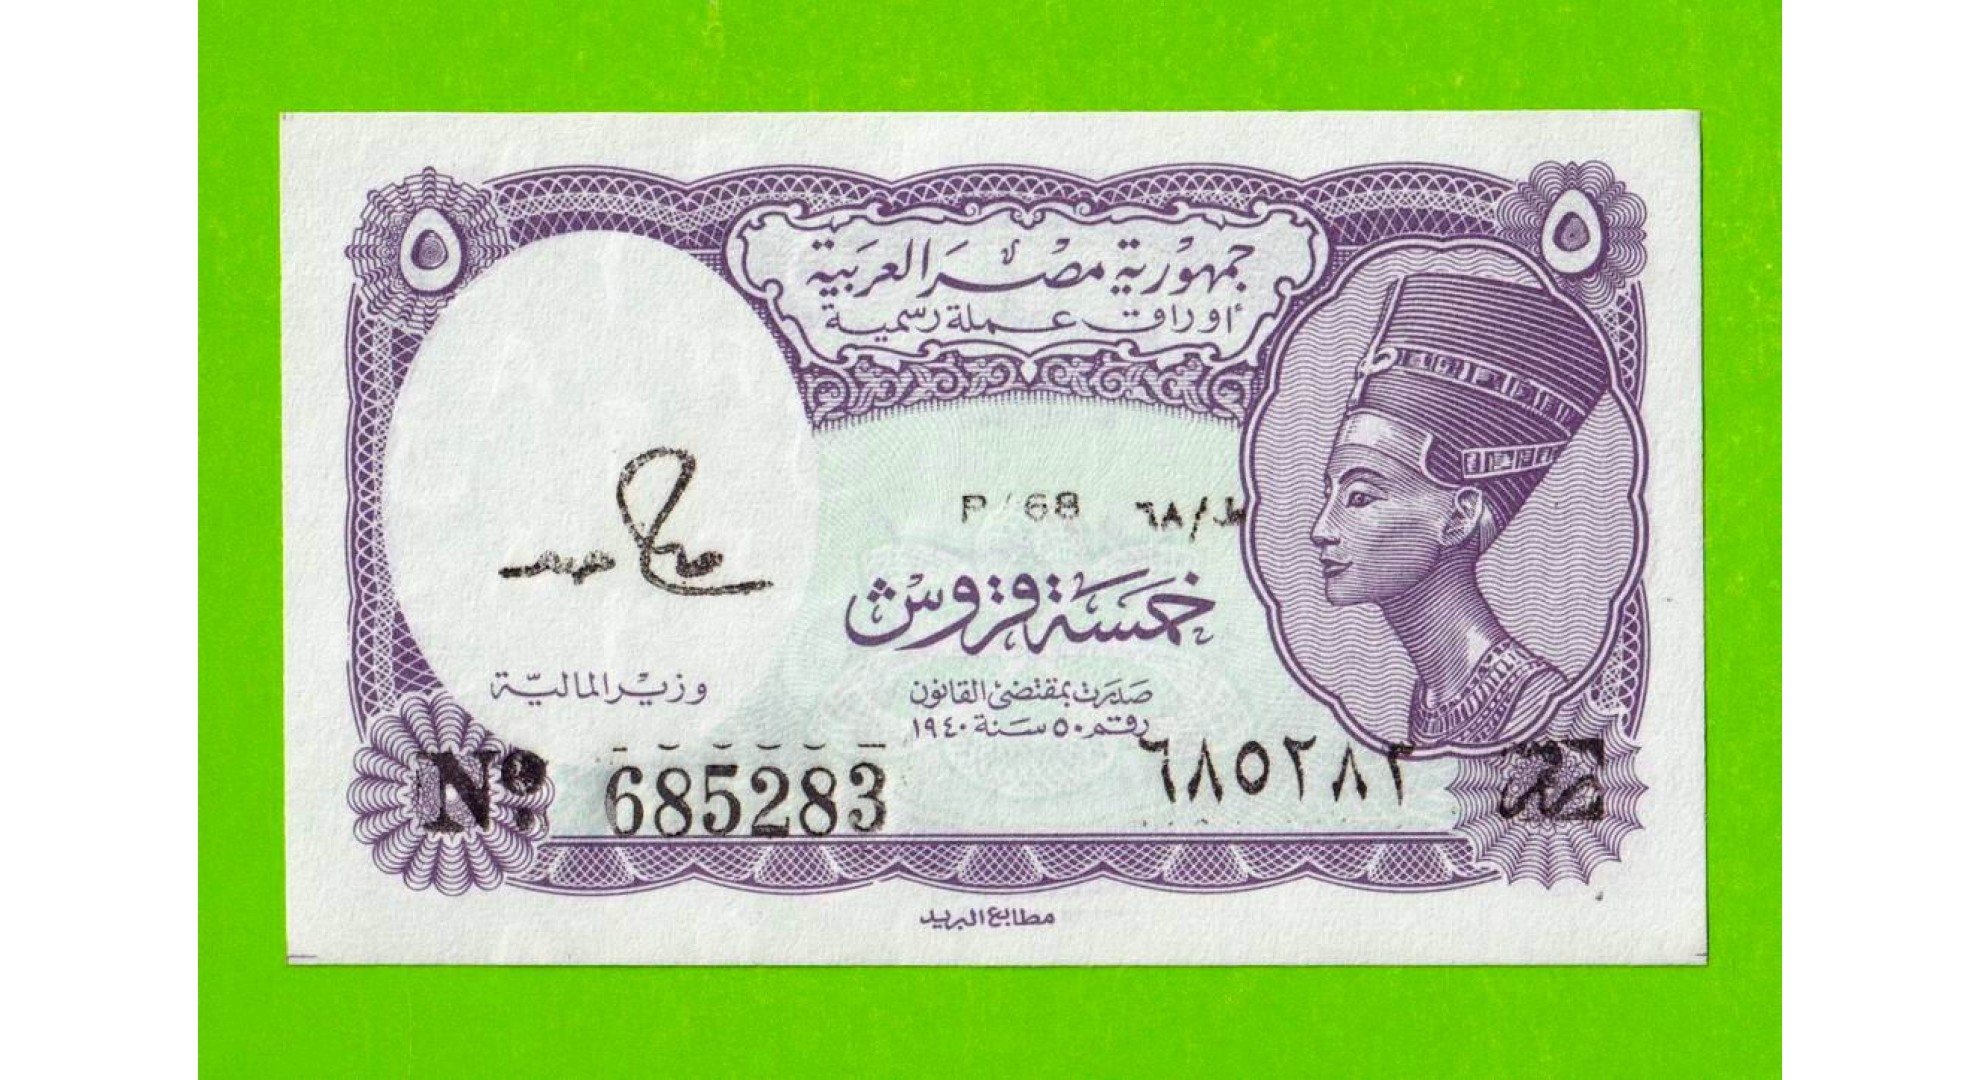 ٥ ٥
جمهورية مصر العربية
أوراق عملة رسمية
P/68 ط/٦٨
خمسة قروش
وزير المالية
صدرت بمقتضى القانون
رقم ٥٠ سنة ١٩٤٠
Nº 685283 ٦٨٥٢٨٣
مطابع البريد